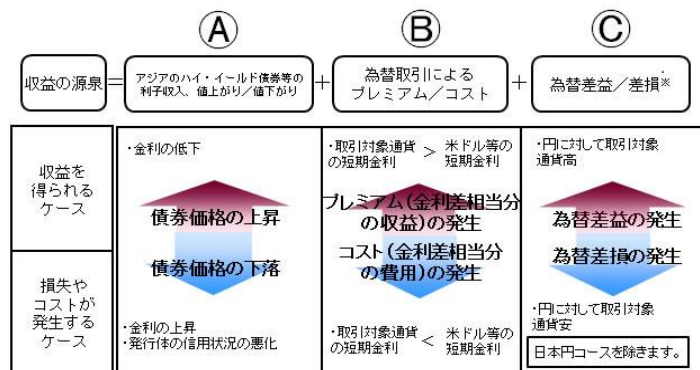 Ⓐ Ⓑ Ⓒ
収益の源泉
=
アジアのハイ・イールド債券等の
利子収入、値上がり/値下がり
+
為替取引による
プレミアム/コスト
+
為替差益/差損※
収益を
得られる
ケース
・金利の低下
債券価格の上昇
・取引対象通貨
の短期金利
>
米ドル等の
短期金利
プレミアム(金利差相当分
の収益)の発生
・円に対して取引対象
通貨高
為替差益の発生
損失や
コストが
発生する
ケース
債券価格の下落
・金利の上昇
・発行体の信用状況の悪化
コスト(金利差相当分
の費用)の発生
・取引対象通貨
の短期金利
<
米ドル等の
短期金利
為替差損の発生
・円に対して取引対象
通貨安
日本円コースを除きます。